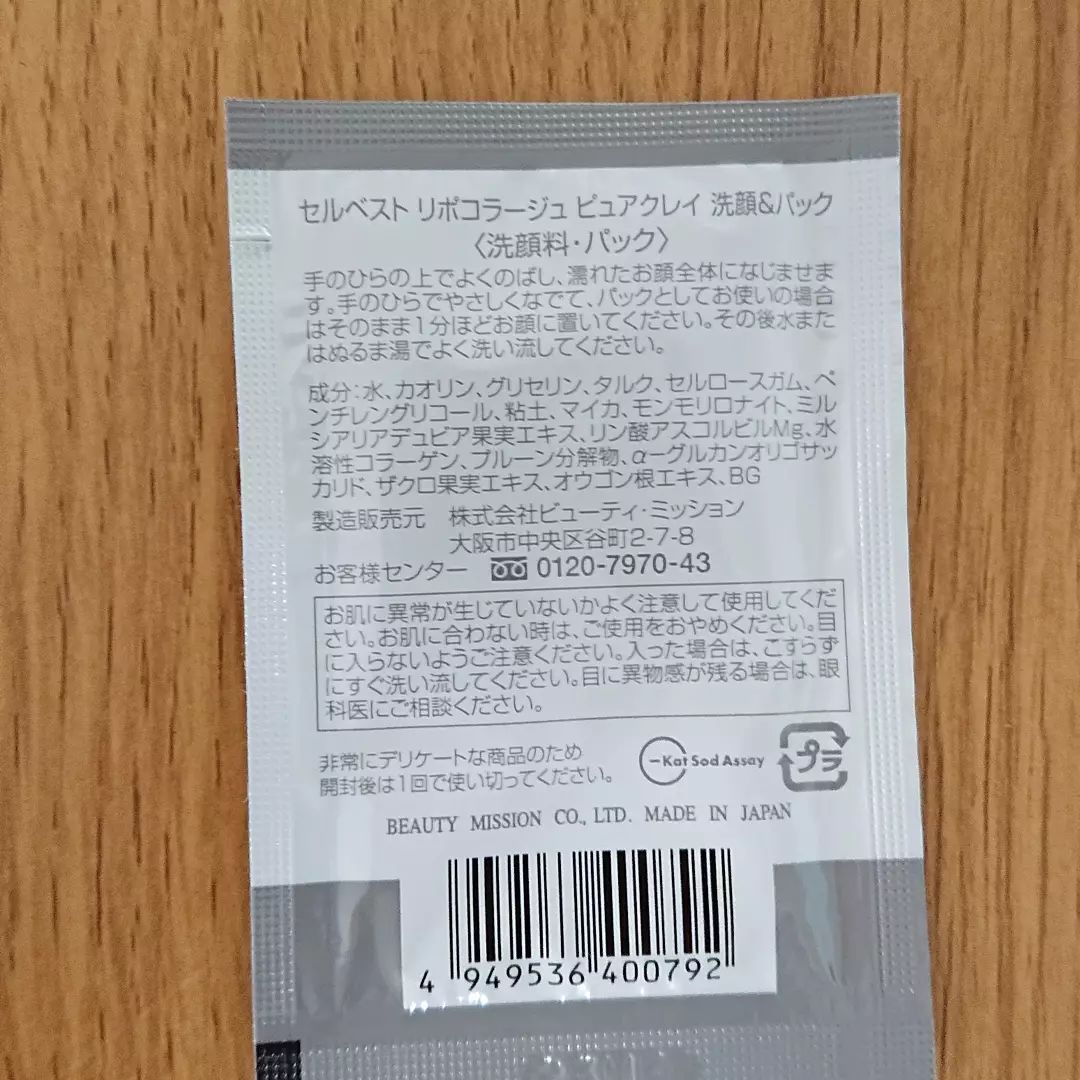 セルベスト リポコラージュ ピュアクレイ 洗顔&パック
〈洗顔料・パック〉
手のひらの上でよくのばし、濡れたお顔全体になじませま
す。手のひらでやさしくなでて、パックとしてお使いの場合
はそのまま1分ほどお顔に置いてください。その後水また
はぬるま湯でよく洗い流してください。
成分：水、カオリン、グリセリン、タルク、セルロースガム、ペ
ンチレングリコール、粘土、マイカ、モンモリロナイト、ミル
シアリアデュビア果実エキス、リン酸アスコルビルMg、水
溶性コラーゲン、プルーン分解物、α-グルカンオリゴサッ
カリド、ザクロ果実エキス、オウゴン根エキス、BG
製造販売元 株式会社ビューティ・ミッション
大阪市中央区谷町2-7-8
お客様センター 0120-7970-43
お肌に異常が生じていないかよく注意して使用してくだ
さい。お肌に合わない時は、ご使用をおやめください。目
に入らないようご注意ください。入った場合は、こすらず
にすぐ洗い流してください。目に異物感が残る場合は、眼
科医にご相談ください。
非常にデリケートな商品のため
開封後は1回で使い切ってください。
Kat Sod Assay
プラ
BEAUTY MISSION CO., LTD. MADE IN JAPAN
4 949536 400792